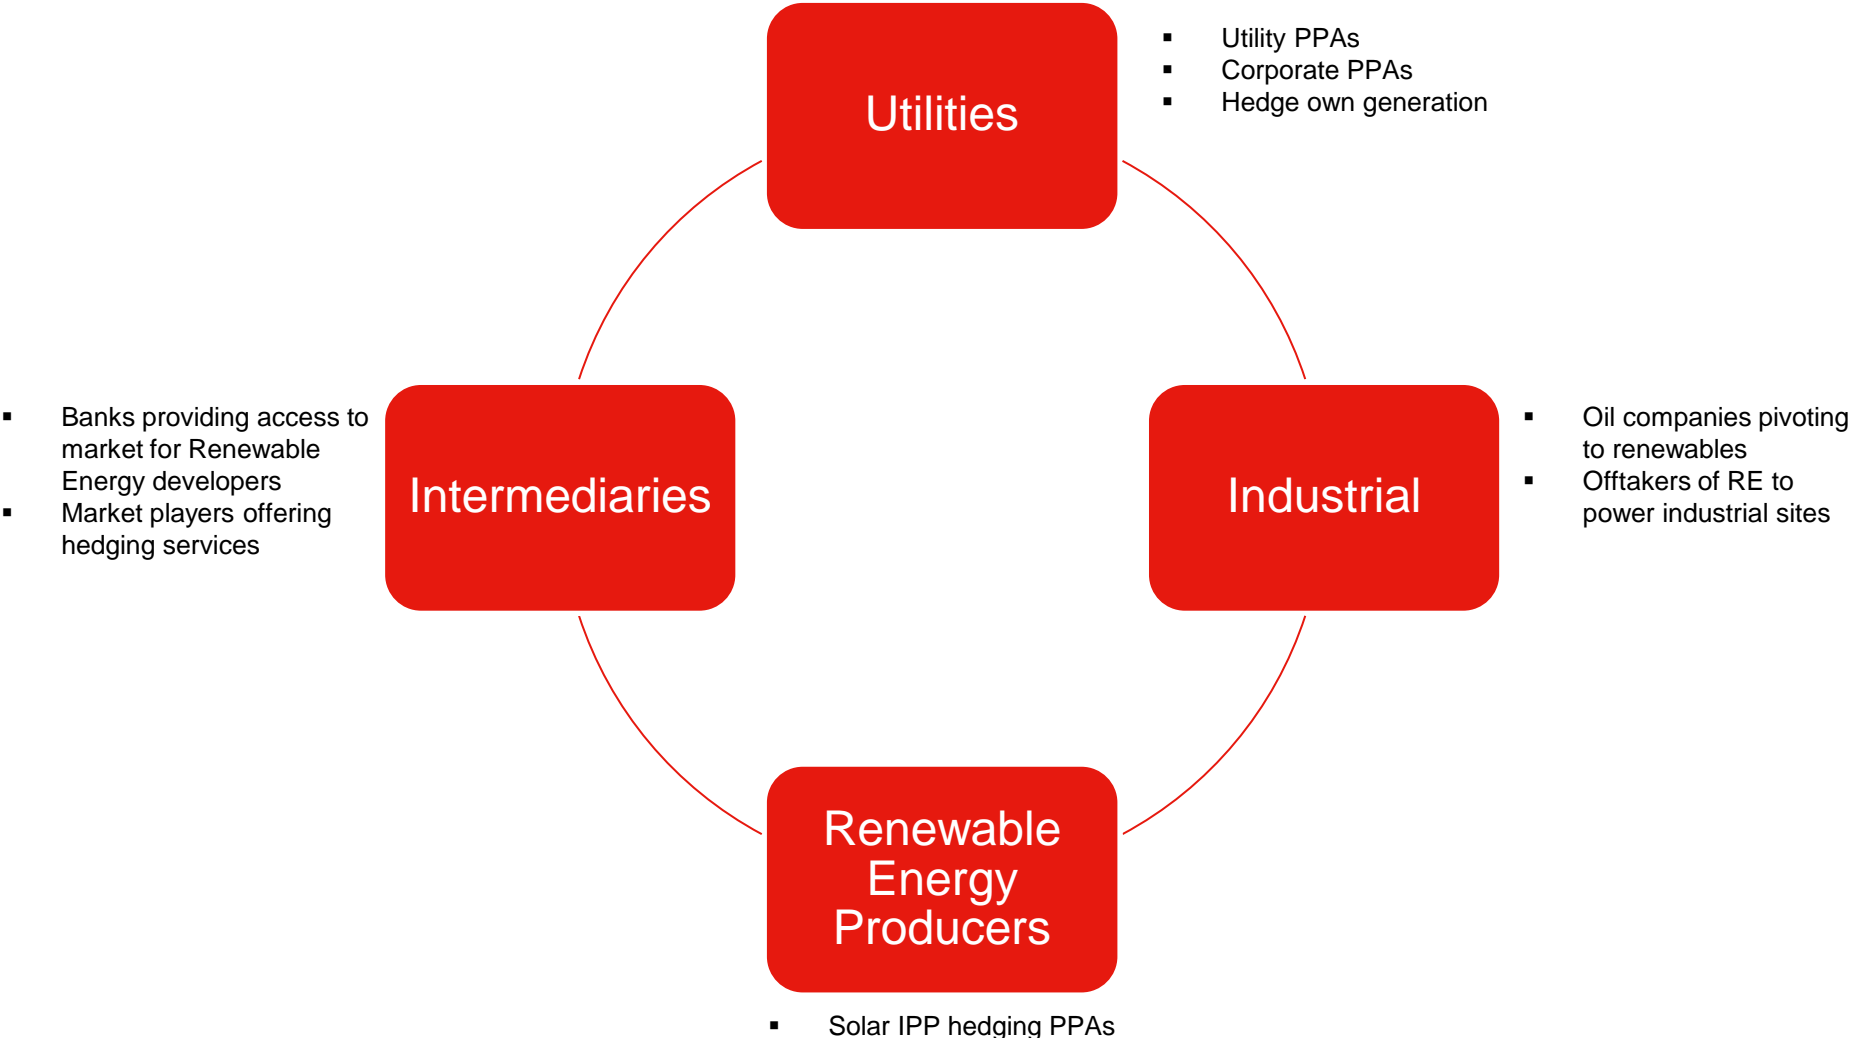 Utilities
▪ Utility PPAs
▪ Corporate PPAs
▪ Hedge own generation
▪ Banks providing access to
market for Renewable
Energy developers
▪ Market players offering
hedging services
Intermediaries
Industrial
▪ Oil companies pivoting
to renewables
▪ Offtakers of RE to
power industrial sites
Renewable
Energy
Producers
▪ Solar IPP hedging PPAs